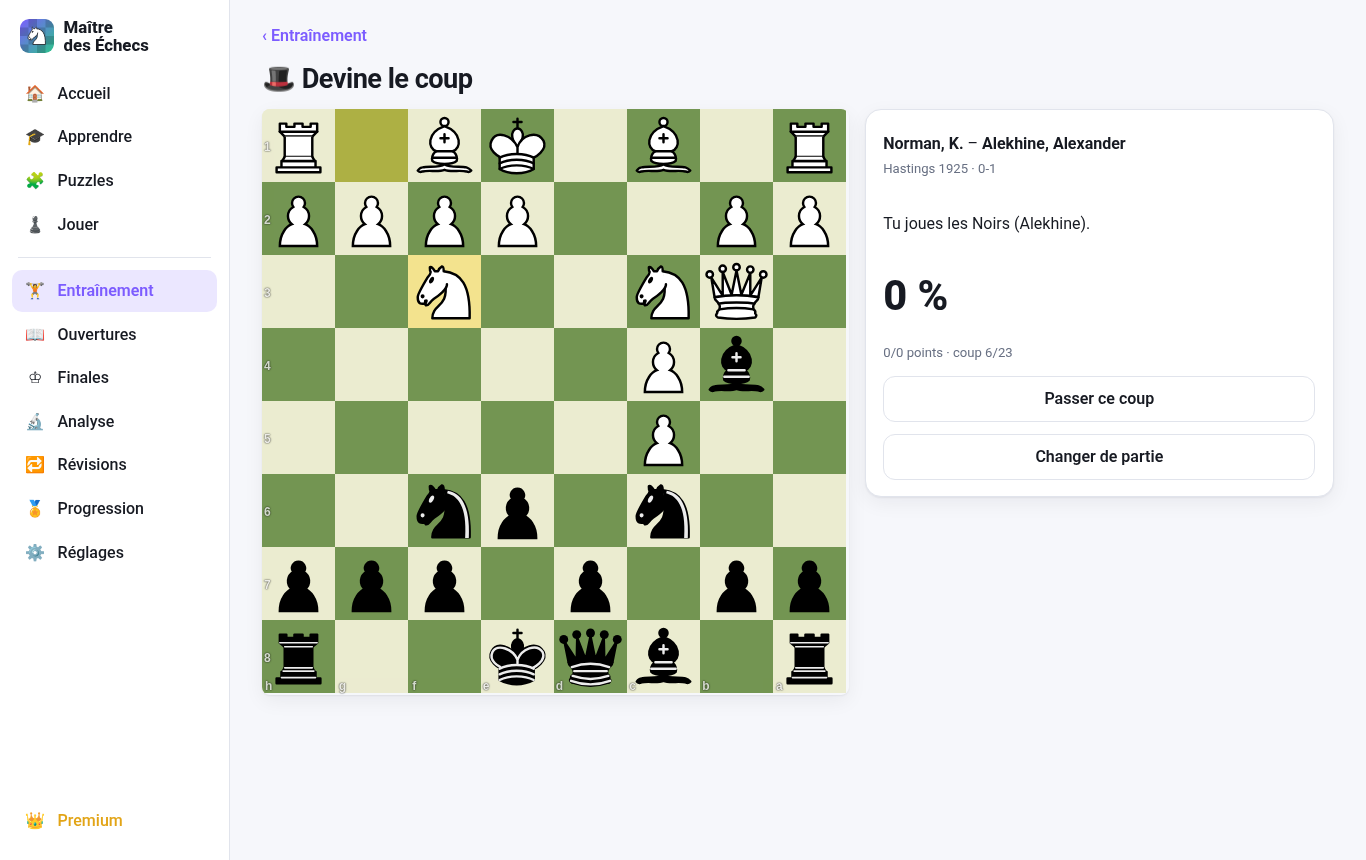 Maître
des Échecs
Accueil
Apprendre
Puzzles
Jouer
Entraînement
Ouvertures
Finales
Analyse
Révisions
Progression
Réglages
Premium
‹ Entraînement
Devine le coup
1
2
3
4
5
6
7
8
h g f e d c b a
Norman, K. – Alekhine, Alexander
Hastings 1925 · 0-1
Tu joues les Noirs (Alekhine).
0 %
0/0 points · coup 6/23
Passer ce coup
Changer de partie